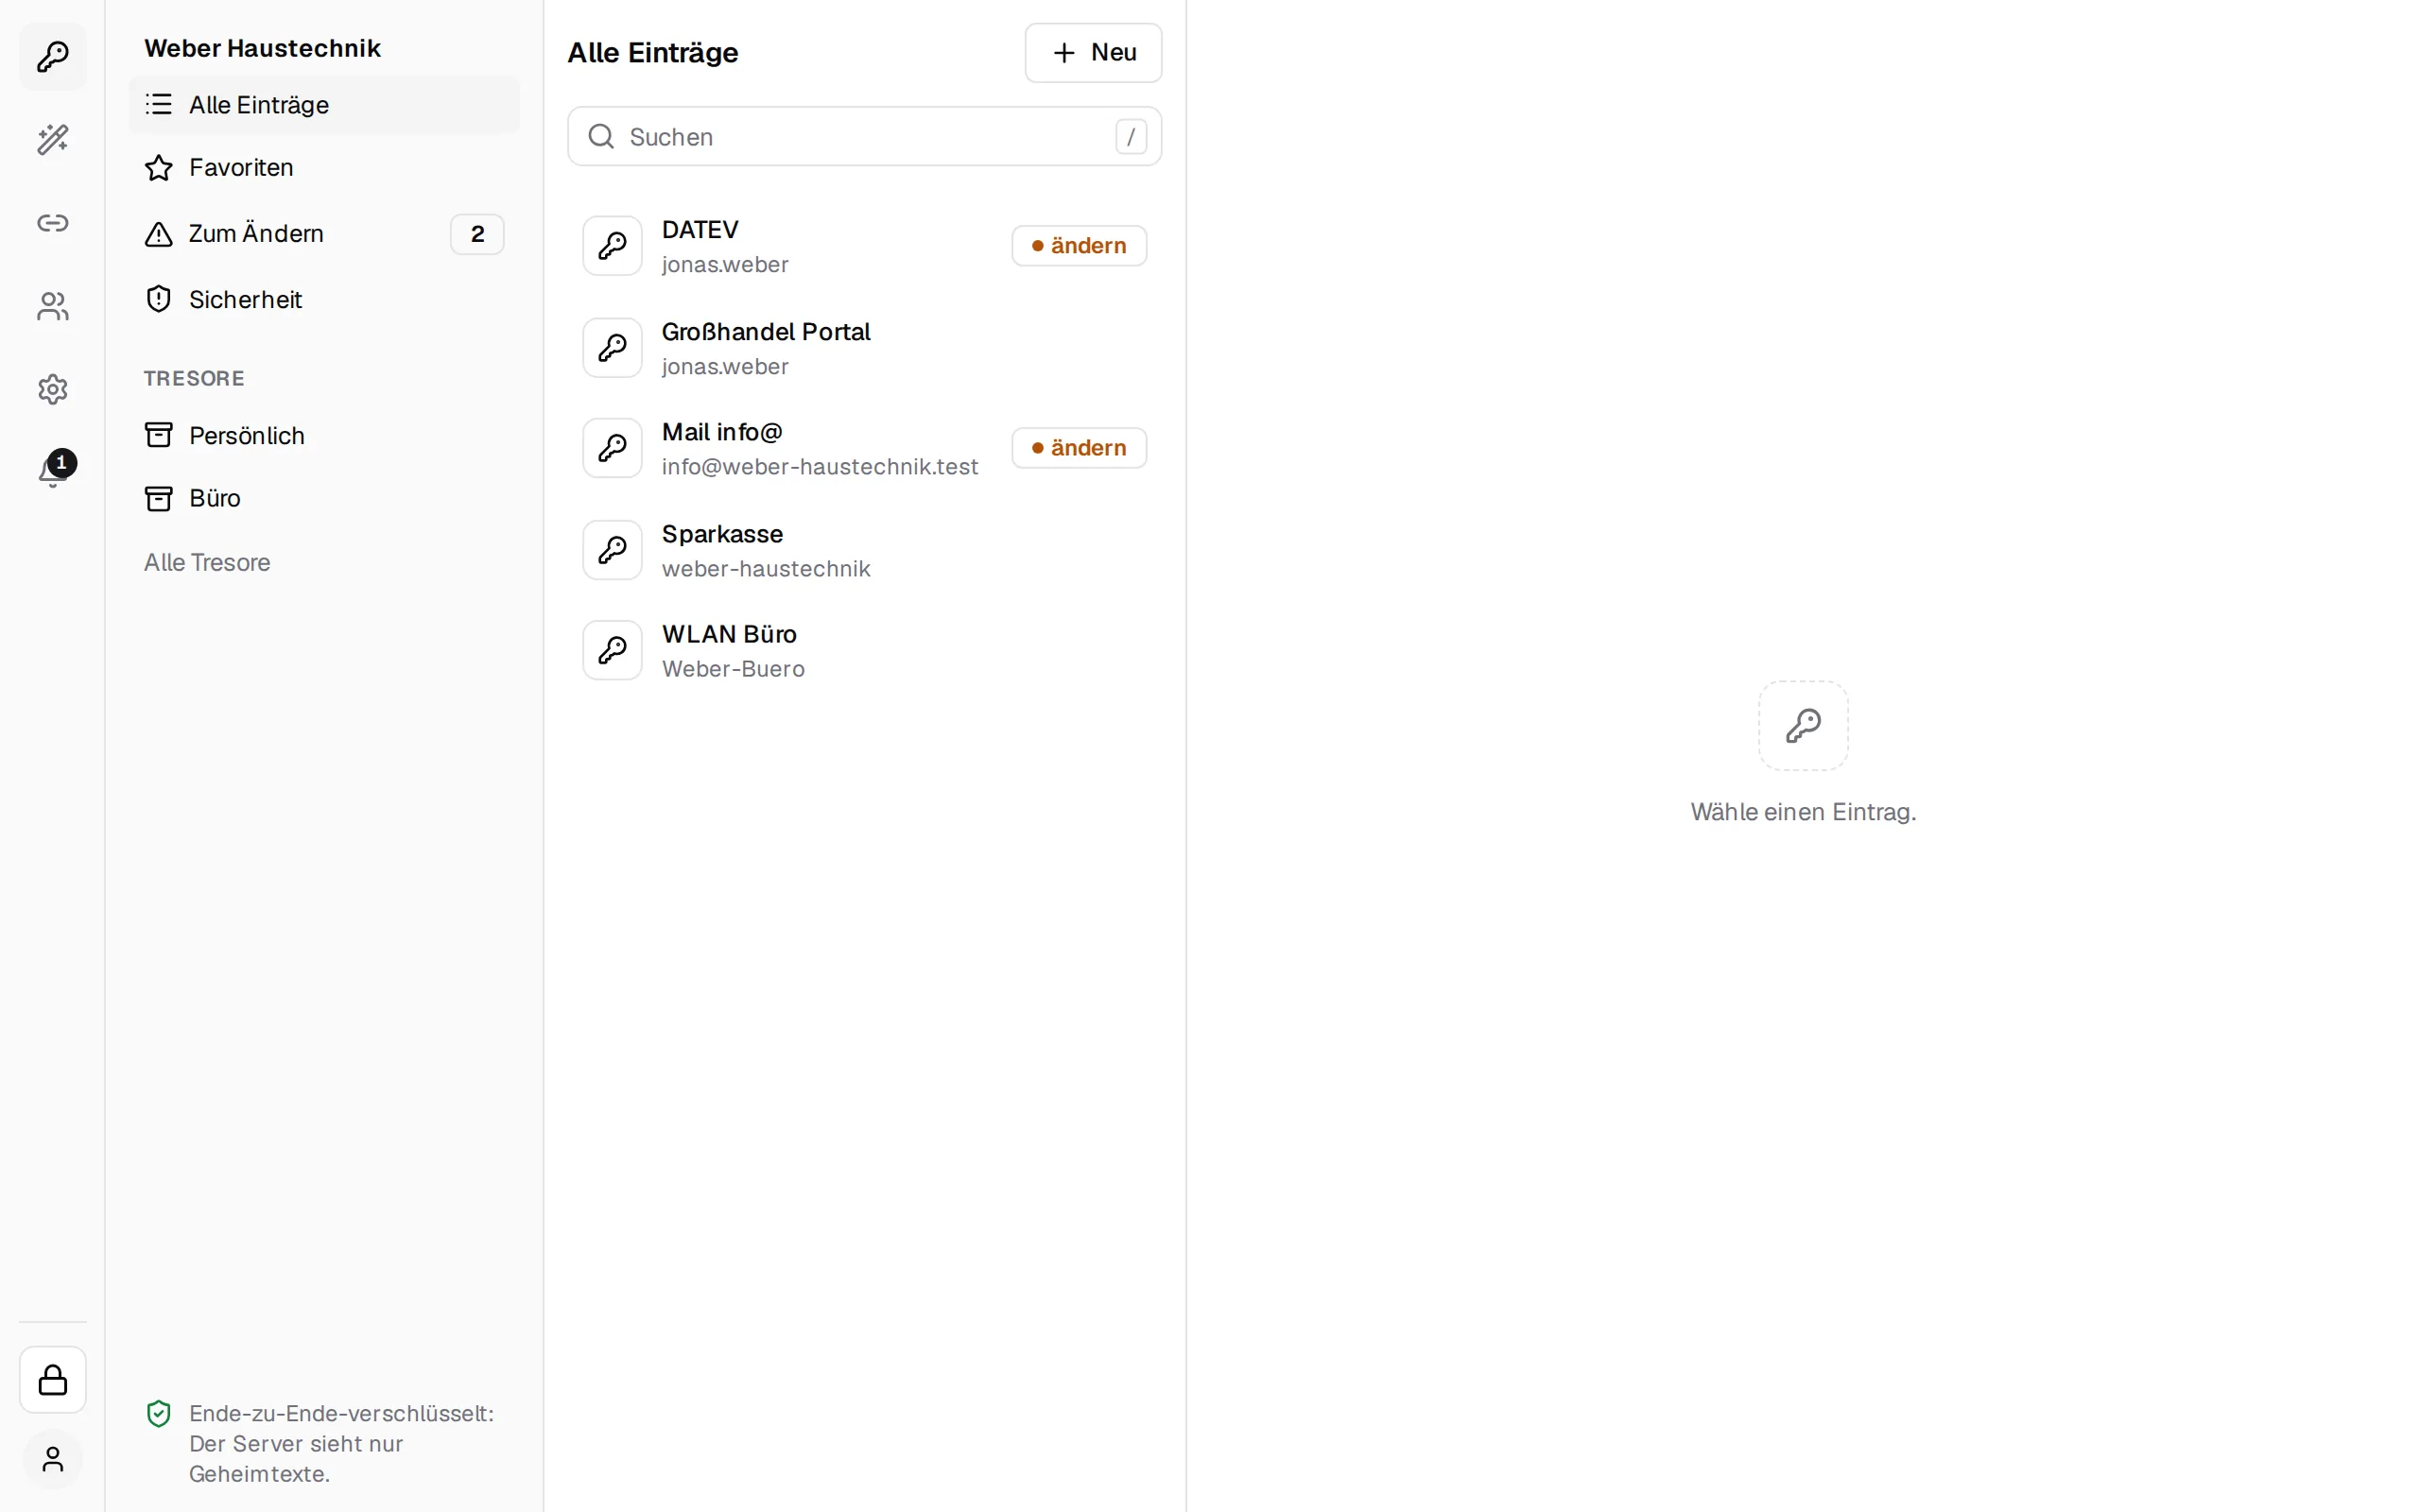 Weber Haustechnik
Alle Einträge
Favoriten
Zum Ändern
2
Sicherheit
TRESORE
Persönlich
Büro
Alle Tresore
1
Ende-zu-Ende-verschlüsselt:
Der Server sieht nur
Geheimtexte.
Alle Einträge
Neu
Suchen
/
DATEV
jonas.weber
ändern
Großhandel Portal
jonas.weber
Mail info@
info@weber-haustechnik.test
ändern
Sparkasse
weber-haustechnik
WLAN Büro
Weber-Buero
Wähle einen Eintrag.